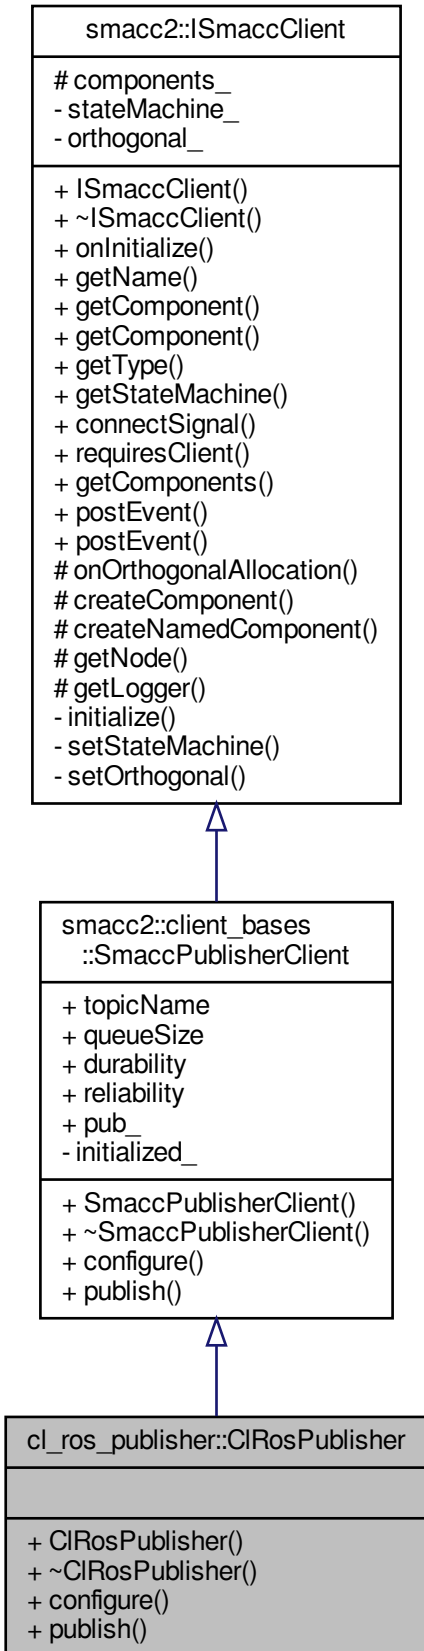 smacc2::ISmaccClient
# components_
- stateMachine_
- orthogonal_
+ ISmaccClient()
+ ~ISmaccClient()
+ onInitialize()
+ getName()
+ getComponent()
+ getComponent()
+ getType()
+ getStateMachine()
+ connectSignal()
+ requiresClient()
+ getComponents()
+ postEvent()
+ postEvent()
# onOrthogonalAllocation()
# createComponent()
# createNamedComponent()
# getNode()
# getLogger()
- initialize()
- setStateMachine()
- setOrthogonal()
smacc2::client_bases
::SmaccPublisherClient
+ topicName
+ queueSize
+ durability
+ reliability
+ pub_
- initialized_
+ SmaccPublisherClient()
+ ~SmaccPublisherClient()
+ configure()
+ publish()
cl_ros_publisher::ClRosPublisher
+ ClRosPublisher()
+ ~ClRosPublisher()
+ configure()
+ publish()